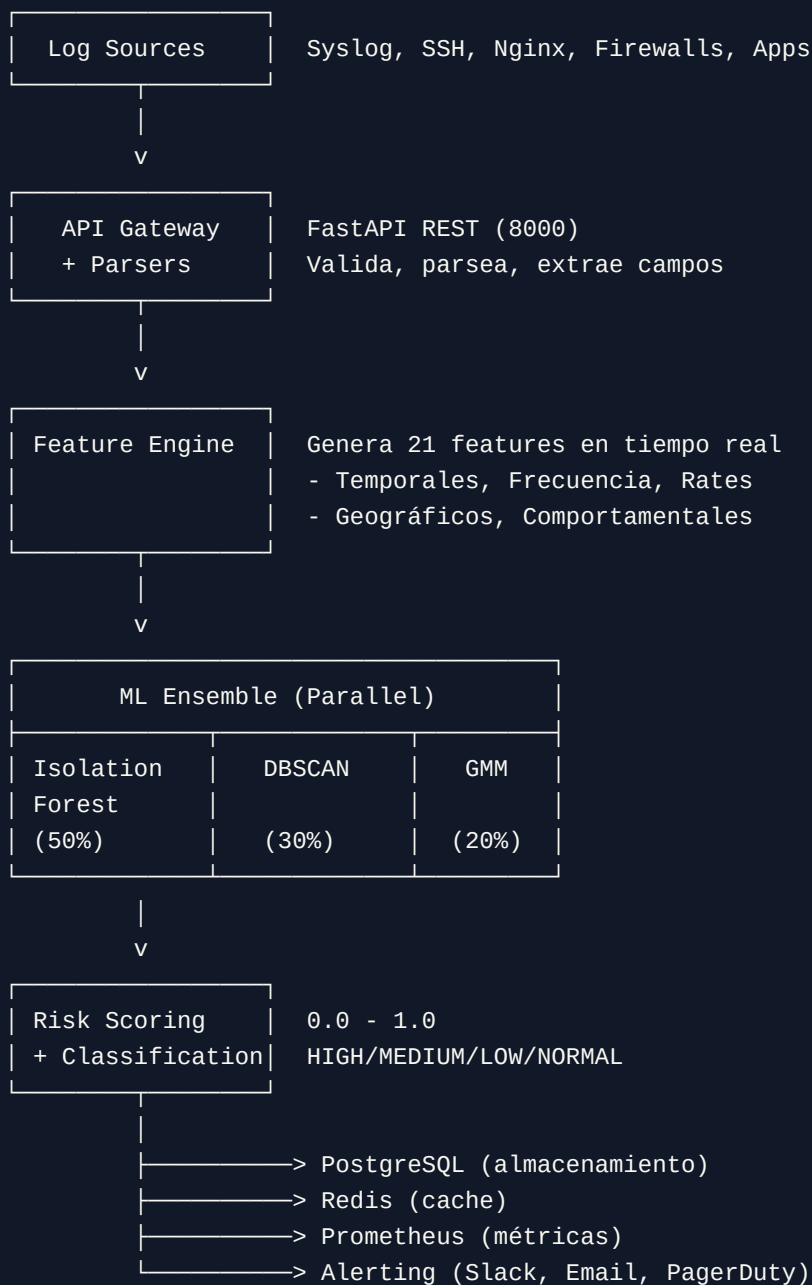 Log Sources Syslog, SSH, Nginx, Firewalls, Apps
v
API Gateway FastAPI REST (8000)
+ Parsers Valida, parsea, extrae campos
v
Feature Engine Genera 21 features en tiempo real
- Temporales, Frecuencia, Rates
- Geográficos, Comportamentales
v
ML Ensemble (Parallel)
Isolation DBSCAN GMM
Forest
(50%) (30%) (20%)
v
Risk Scoring 0.0 - 1.0
+ Classification HIGH/MEDIUM/LOW/NORMAL
> PostgreSQL (almacenamiento)
> Redis (cache)
> Prometheus (métricas)
> Alerting (Slack, Email, PagerDuty)